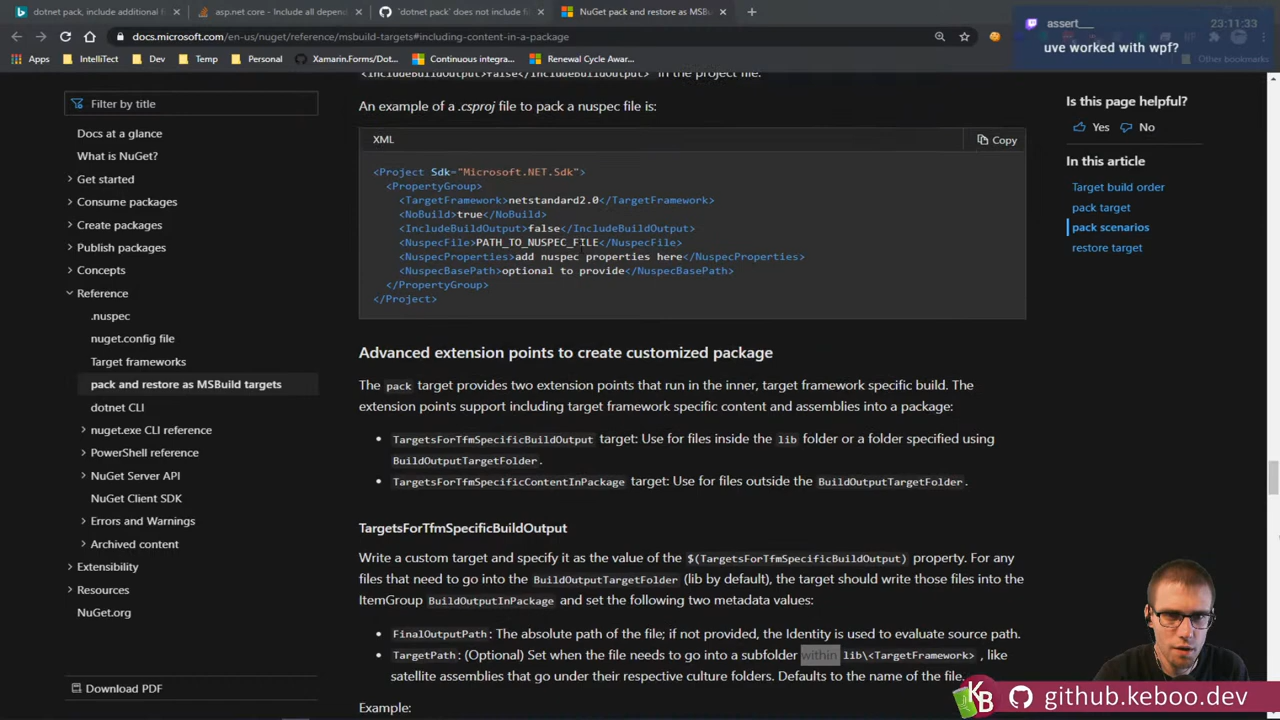 dotnet pack, include additional f
asp.net core - Include all depend
`dotnet pack` does not include fi
NuGet pack and restore as MSB
23:11:33
assert__
uve worked with wpf?
docs.microsoft.com/en-us/nuget/reference/msbuild-targets#including-content-in-a-package
Apps
IntelliTect
Dev
Temp
Personal
Xamarin.Forms/Dot...
Continuous integr...
Renewal Cycle Awa...
Other bookmarks
<IncludeBuildOutput>false</IncludeBuildOutput> in the project file.
Filter by title
Docs at a glance
What is NuGet?
Get started
Consume packages
Create packages
Publish packages
Concepts
Reference
.nuspec
nuget.config file
Target frameworks
pack and restore as MSBuild targets
dotnet CLI
nuget.exe CLI reference
PowerShell reference
NuGet Server API
NuGet Client SDK
Errors and Warnings
Archived content
Extensibility
Resources
NuGet.org
Download PDF
An example of a .csproj file to pack a nuspec file is:
XML
Copy
<Project Sdk="Microsoft.NET.Sdk">
<PropertyGroup>
<TargetFramework>netstandard2.0</TargetFramework>
<NoBuild>true</NoBuild>
<IncludeBuildOutput>false</IncludeBuildOutput>
<NuspecFile>PATH_TO_NUSPEC_FILE</NuspecFile>
<NuspecProperties>add nuspec properties here</NuspecProperties>
<NuspecBasePath>optional to provide</NuspecBasePath>
</PropertyGroup>
</Project>
Advanced extension points to create customized package
The pack target provides two extension points that run in the inner, target framework specific build. The
extension points support including target framework specific content and assemblies into a package:
• TargetsForTfmSpecificBuildOutput target: Use for files inside the lib folder or a folder specified using
BuildOutputTargetFolder.
• TargetsForTfmSpecificContentInPackage target: Use for files outside the BuildOutputTargetFolder.
TargetsForTfmSpecificBuildOutput
Write a custom target and specify it as the value of the $(TargetsForTfmSpecificBuildOutput) property. For any
files that need to go into the BuildOutputTargetFolder (lib by default), the target should write those files into the
ItemGroup BuildOutputInPackage and set the following two metadata values:
• FinalOutputPath: The absolute path of the file; if not provided, the Identity is used to evaluate source path.
• TargetPath: (Optional) Set when the file needs to go into a subfolder within lib\<TargetFramework> , like
satellite assemblies that go under their respective culture folders. Defaults to the name of the file.
Example:
Is this page helpful?
Yes
No
In this article
Target build order
pack target
pack scenarios
restore target
KB
github.keboo.dev